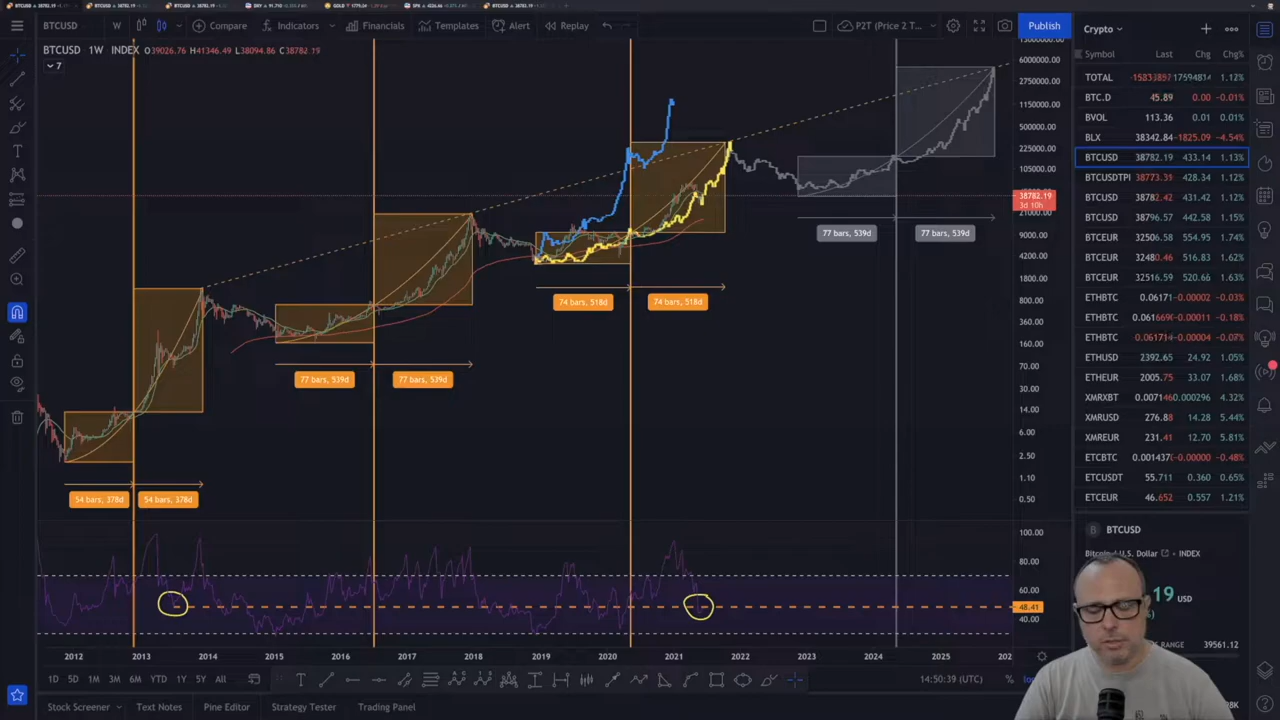 BTCUSD W Compare Indicators Financials Templates Alert Replay P2T (Price 2 T... Publish
BTCUSD 1W INDEX O39026.76 H41346.49 L38094.86 C38782.19
7
6000000.00
2750000.00
1150000.00
500000.00
225000.00
105000.00
38782.19
3d 10h
21000.00
9000.00
4200.00
1800.00
800.00
360.00
160.00
70.00
30.00
14.00
6.00
2.50
1.10
0.50
77 bars, 539d 77 bars, 539d
74 bars, 518d 74 bars, 518d
77 bars, 539d 77 bars, 539d
54 bars, 378d 54 bars, 378d
100.00
80.00
60.00
48.41
40.00
2012 2013 2014 2015 2016 2017 2018 2019 2020 2021 2022 2023 2024 2025
1D 5D 1M 3M 6M YTD 1Y 5Y All
14:50:39 (UTC) %
Stock Screener Text Notes Pine Editor Strategy Tester Trading Panel
Crypto
Symbol Last Chg Chg%
TOTAL 1.12%
BTC.D 45.89 0.00 −0.01%
BVOL 113.36 0.01 0.01%
BLX 38342.84 −1825.09 −4.54%
BTCUSD 38782.19 433.14 1.13%
BTCUSDTPI 38773.39 428.34 1.12%
BTCUSD 38782.42 431.42 1.12%
BTCUSD 38796.57 442.58 1.15%
BTCEUR 32506.58 554.95 1.74%
BTCEUR 32480.46 516.83 1.62%
BTCEUR 32516.59 520.66 1.63%
ETHBTC 0.06171 −0.00002 −0.03%
ETHBTC −0.00011 −0.18%
ETHBTC −0.00004 −0.07%
ETHUSD 2392.65 24.92 1.05%
ETHEUR 2005.75 33.07 1.68%
XMRXBT 0.000296 4.32%
XMRUSD 276.88 14.28 5.44%
XMREUR 231.41 12.70 5.81%
ETCBTC −0.00000 −0.48%
ETCUSDT 55.711 0.360 0.65%
ETCEUR 46.652 0.557 1.21%
BTCUSD
Bitcoin / U.S. Dollar INDEX
19 USD
RANGE 39561.12